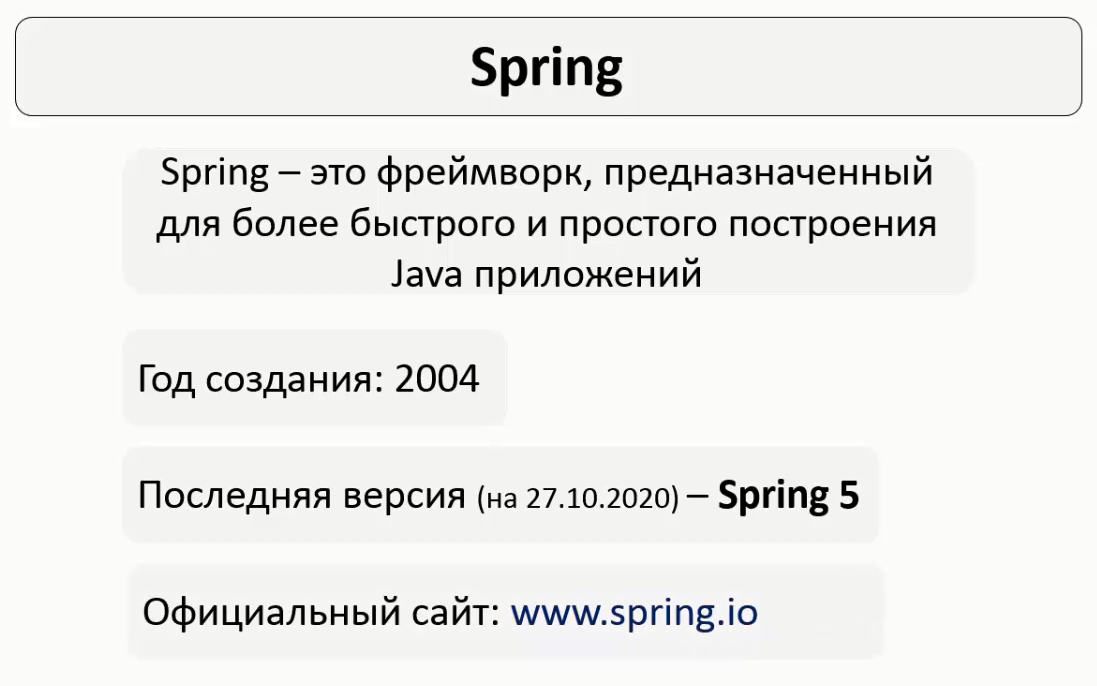 Spring
Spring – это фреймворк, предназначенный
для более быстрого и простого построения
Java приложений
Год создания: 2004
Последняя версия (на 27.10.2020) – Spring 5
Официальный сайт: www.spring.io